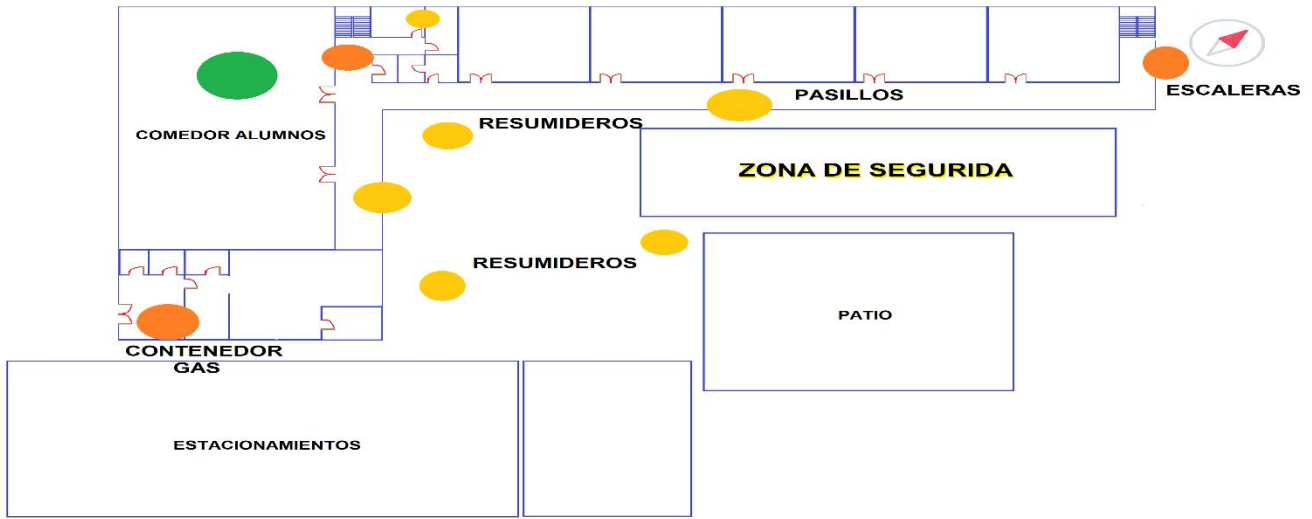 PASILLOS
ESCALERAS
COMEDOR ALUMNOS
RESUMIDEROS
ZONA DE SEGURIDA
RESUMIDEROS
PATIO
CONTENEDOR
GAS
ESTACIONAMIENTOS